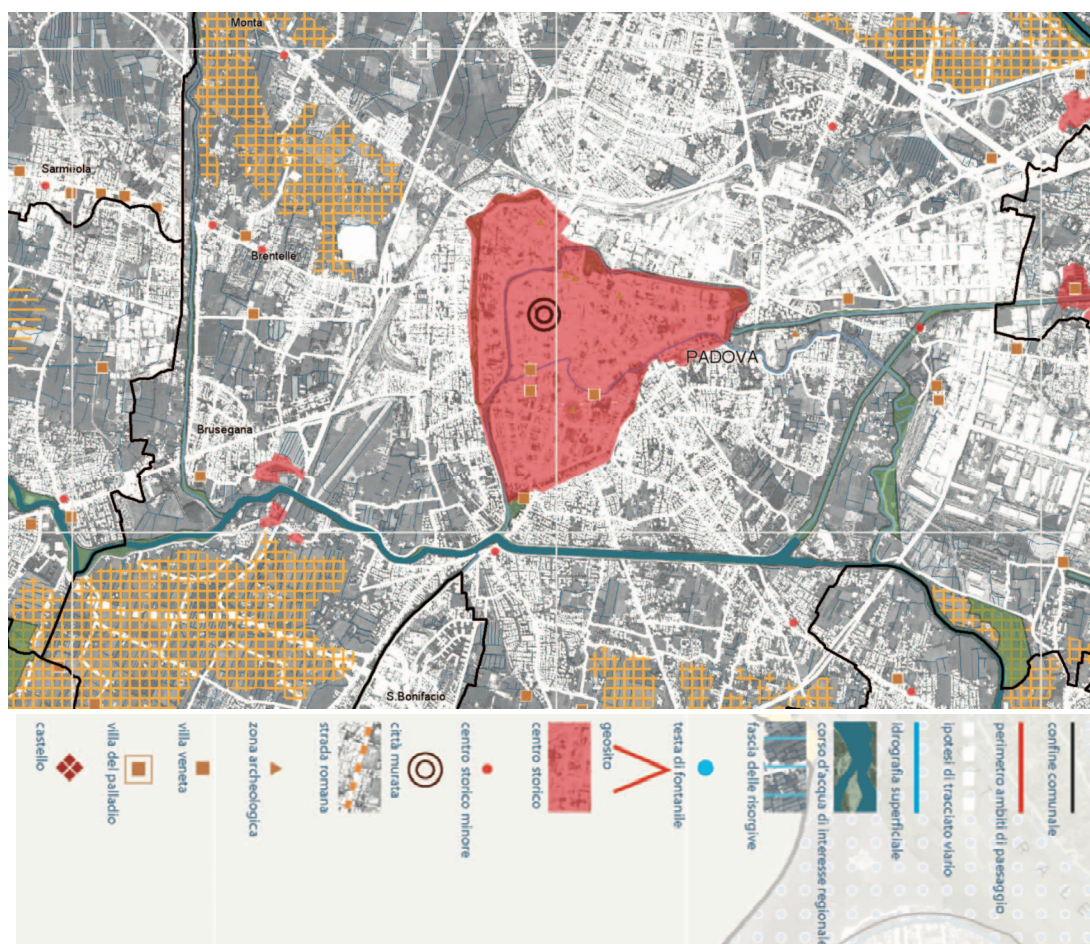 Montà
Sarmeola
Brentelle
PADOVA
Brusegana
S.Bonifacio
confine comunale
perimetro ambiti di paesaggio
ipotesi di tracciato viario
idrografia superficiale
corso d'acqua di interesse regionale
fascia delle risorgive
testa di fontanile
geosito
centro storico
centro storico minore
città murata
strada romana
zona archeologica
villa veneta
villa del palladio
castello